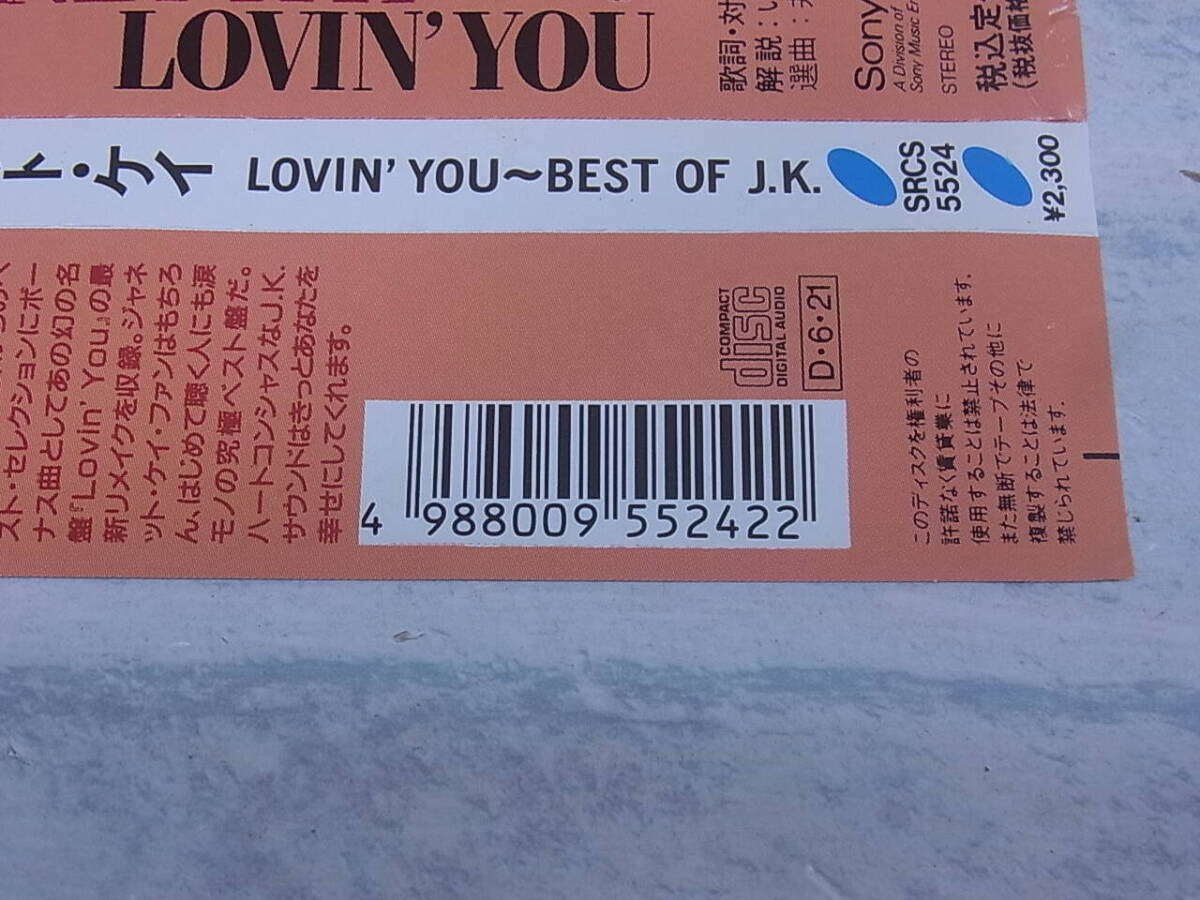 LOVIN' YOU
歌詞・対
解説：い
選曲：
Sony
A Division of
Sony Music En
STEREO
税込定
(税抜価格
ト・ケイ LOVIN' YOU～BEST OF J.K.
SRCS
5524
¥2,300
スト・セレクションにボー
ナス曲としてあの幻の名
盤『Lovin' You』の最
新リメイクを収録。ジャネ
ット・ケイ・ファンはもちろ
ん、はじめて聴く人にも涙
モノの究極ベスト盤だ。
ハートコンシャスなJ.K.
サウンドはきっとあなたを
幸せにしてくれます。
COMPACT
disc
DIGITAL AUDIO
D・6・21
4 988009 552422
このディスクを権利者の
許諾なく賃貸業に
使用することは禁止されています。
また無断でテープその他に
複製することは法律で
禁じられています。